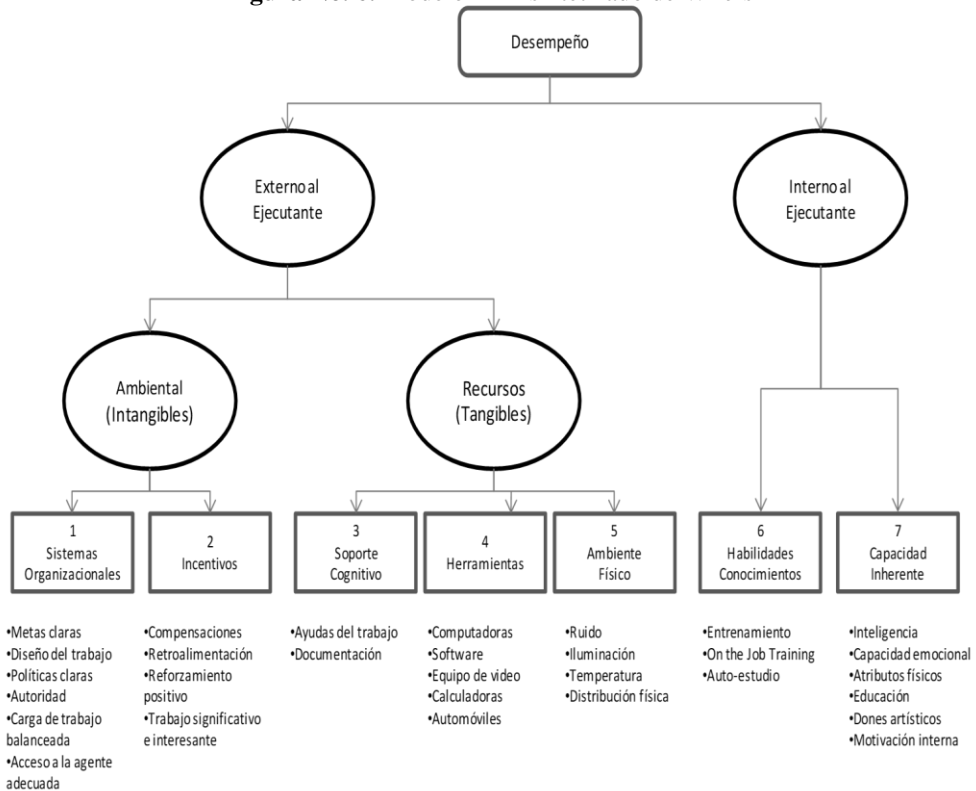 Desempeño
Externo al
Ejecutante
Interno al
Ejecutante
Ambiental
(Intangibles)
Recursos
(Tangibles)
1
Sistemas
Organizacionales
2
Incentivos
3
Soporte
Cognitivo
4
Herramientas
5
Ambiente
Físico
6
Habilidades
Conocimientos
7
Capacidad
Inherente
•Metas claras
•Diseño del trabajo
•Políticas claras
•Autoridad
•Carga de trabajo
balanceada
•Acceso a la agente
adecuada
•Compensaciones
•Retroalimentación
•Reforzamiento
positivo
•Trabajo significativo
e interesante
•Ayudas del trabajo
•Documentación
•Computadoras
•Software
•Equipo de video
•Calculadoras
•Automóviles
•Ruido
•Iluminación
•Temperatura
•Distribución física
•Entrenamiento
•On the Job Training
•Auto-estudio
•Inteligencia
•Capacidad emocional
•Atributos físicos
•Educación
•Dones artísticos
•Motivación interna